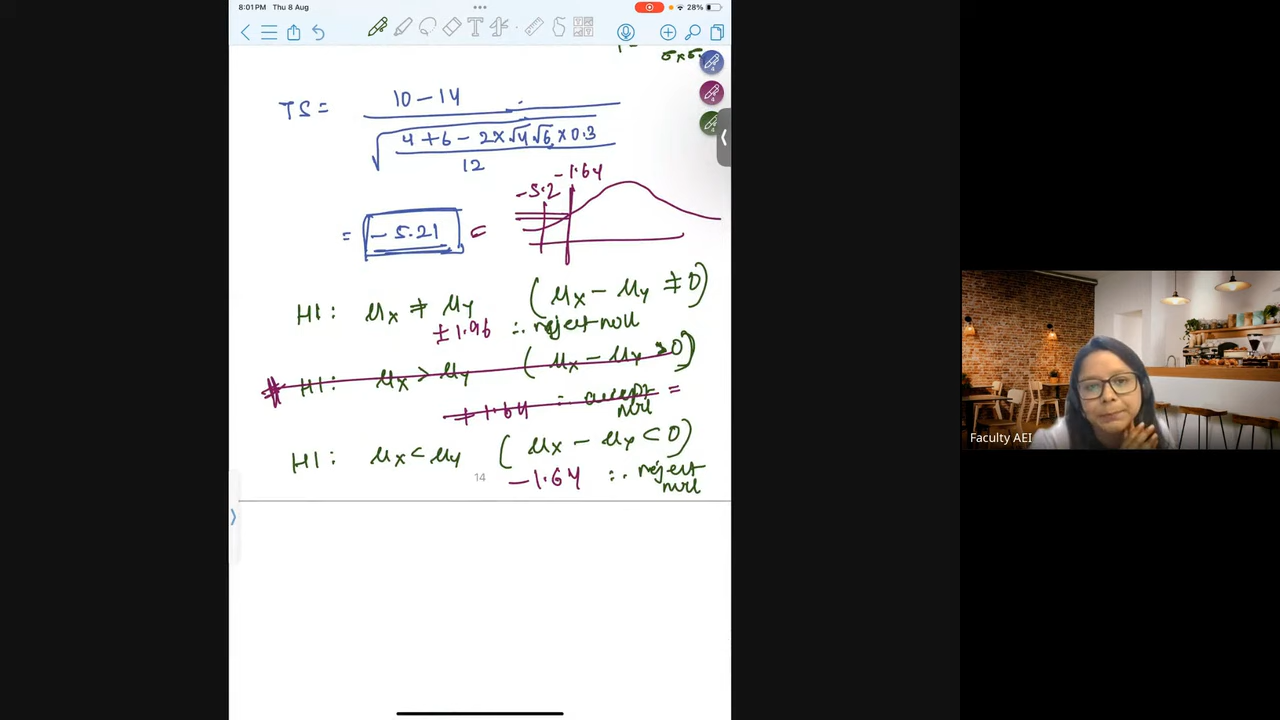 8:01 PM Thu 8 Aug
28%
TS = 10 - 14
√ 4 + 6 - 2 × √4 √6 × 0.3
12
-5.2 -1.64
= - 5.21
H1 : μx ≠ μy (μx - μy ≠ 0)
± 1.96 ∴ reject null
H1 : μx > μy (μx - μy > 0)
+ 1.64 ∴ accept null =
H1 : μx < μy (μx - μy < 0)
- 1.64 ∴ reject null
14
Faculty AEI